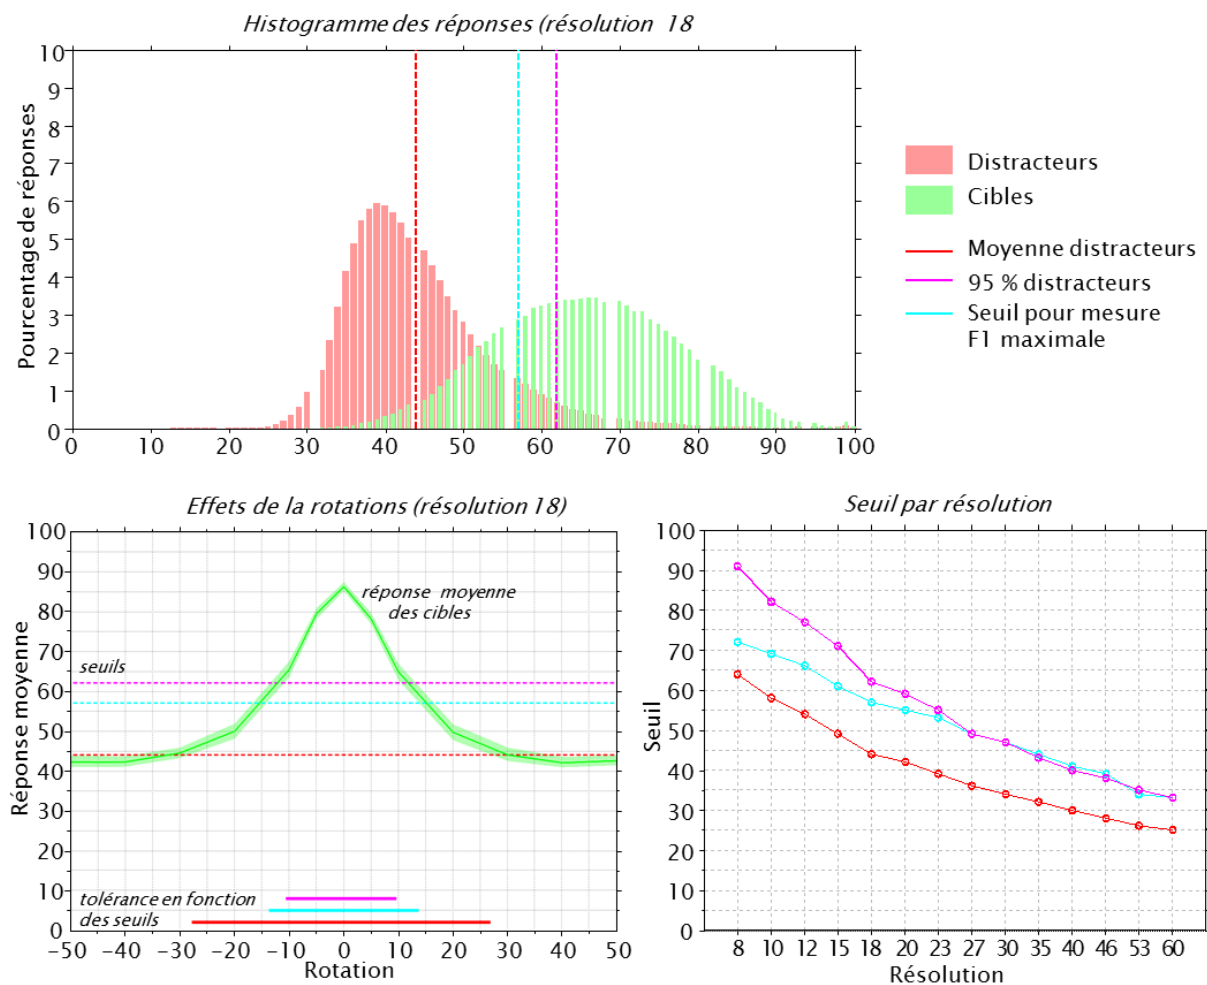 Histogramme des réponses (résolution 18
Pourcentage de réponses
10
9
8
7
6
5
4
3
2
1
0
0 10 20 30 40 50 60 70 80 90 100
Distracteurs
Cibles
Moyenne distracteurs
95 % distracteurs
Seuil pour mesure
F1 maximale
Effets de la rotations (résolution 18)
Réponse moyenne
100
90
80
70
60
50
40
30
20
10
0
réponse moyenne
des cibles
seuils
tolérance en fonction
des seuils
-50 -40 -30 -20 -10 0 10 20 30 40 50
Rotation
Seuil par résolution
Seuil
100
90
80
70
60
50
40
30
20
10
0
8 10 12 15 18 20 23 27 30 35 40 46 53 60
Résolution